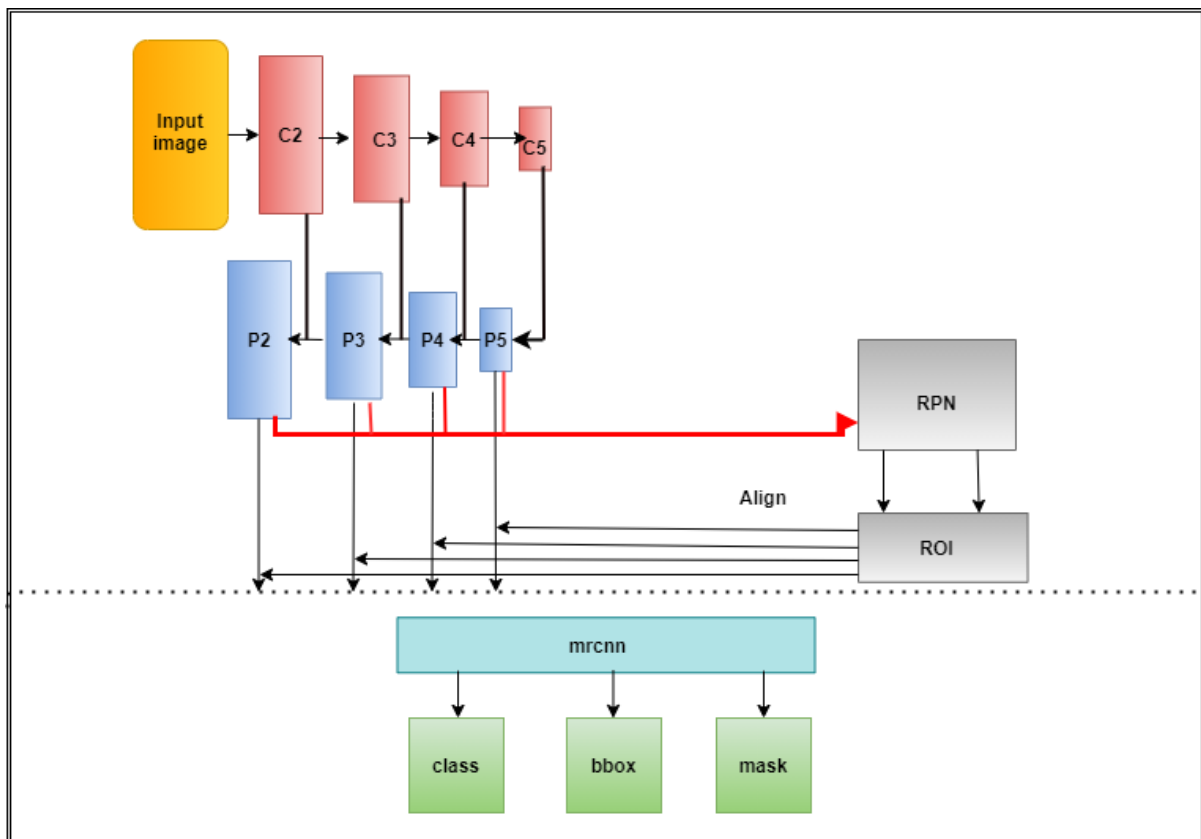 Input
image
C2
C3
C4
C5
P2
P3
P4
P5
RPN
Align
ROI
mrcnn
class
bbox
mask